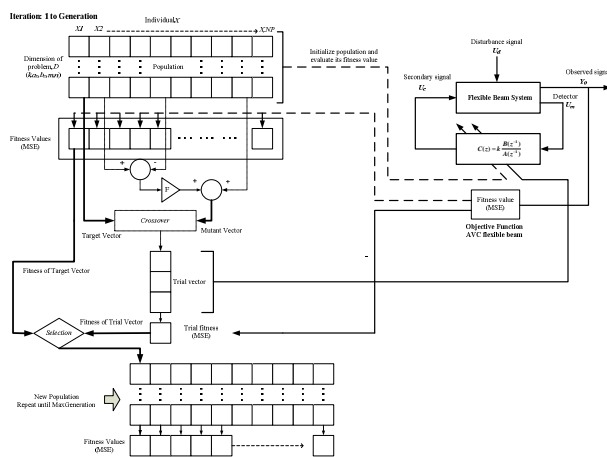 Iteration: 1 to Generation
Individual,X
X1 X2 X,NP
Dimension of
problem,D
Population
Initialize population and
evaluate its fitness value
Disturbance signal
Ud
Observed signal
Yo
Secondary signal
Uc
Flexible Beam System
Detector
Um
C(z) = k B(z⁻¹) / A(z⁻¹)
Fitness Values
(MSE)
+ -
F
+ +
Crossover
Target Vector
Mutant Vector
Fitness value
(MSE)
Objective Function
AVC flexible beam
Fitness of Target Vector
Trial vector
-
Selection
Fitness of Trial Vector
Trial fitness
(MSE)
New Population
Repeat until MaxGeneration
Fitness Values
(MSE)